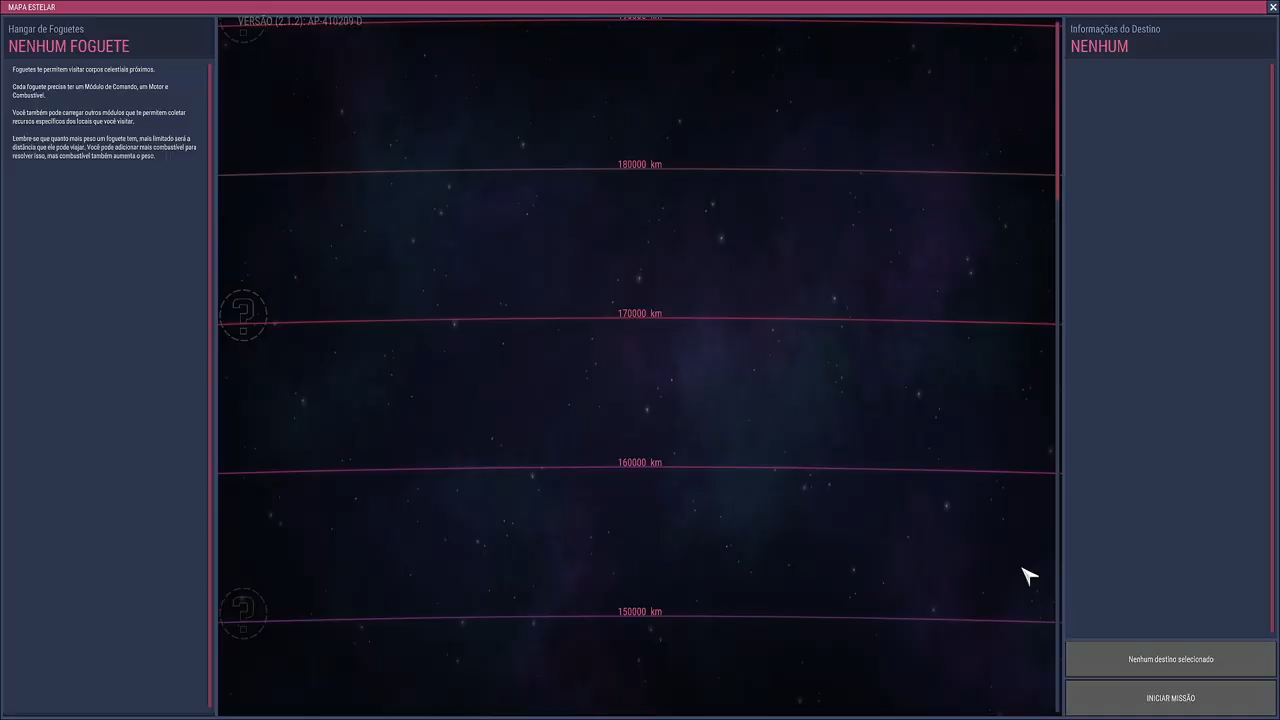 MAPA ESTELAR
Hangar de Foguetes
NENHUM FOGUETE
Foguetes te permitem visitar corpos celestiais próximos.
Cada foguete precisa ter um Módulo de Comando, um Motor e
Combustível.
Você também pode carregar outros módulos que te permitem coletar
recursos específicos dos locais que você visitar.
Lembre-se que quanto mais peso um foguete tem, mais limitado será a
distância que ele pode viajar. Você pode adicionar mais combustível para
resolver isso, mas combustível também aumenta o peso.
VERSÃO (2.1.2): AP-410209-D
?
180000 km
170000 km
?
160000 km
150000 km
?
Informações do Destino
NENHUM
Nenhum destino selecionado
INICIAR MISSÃO